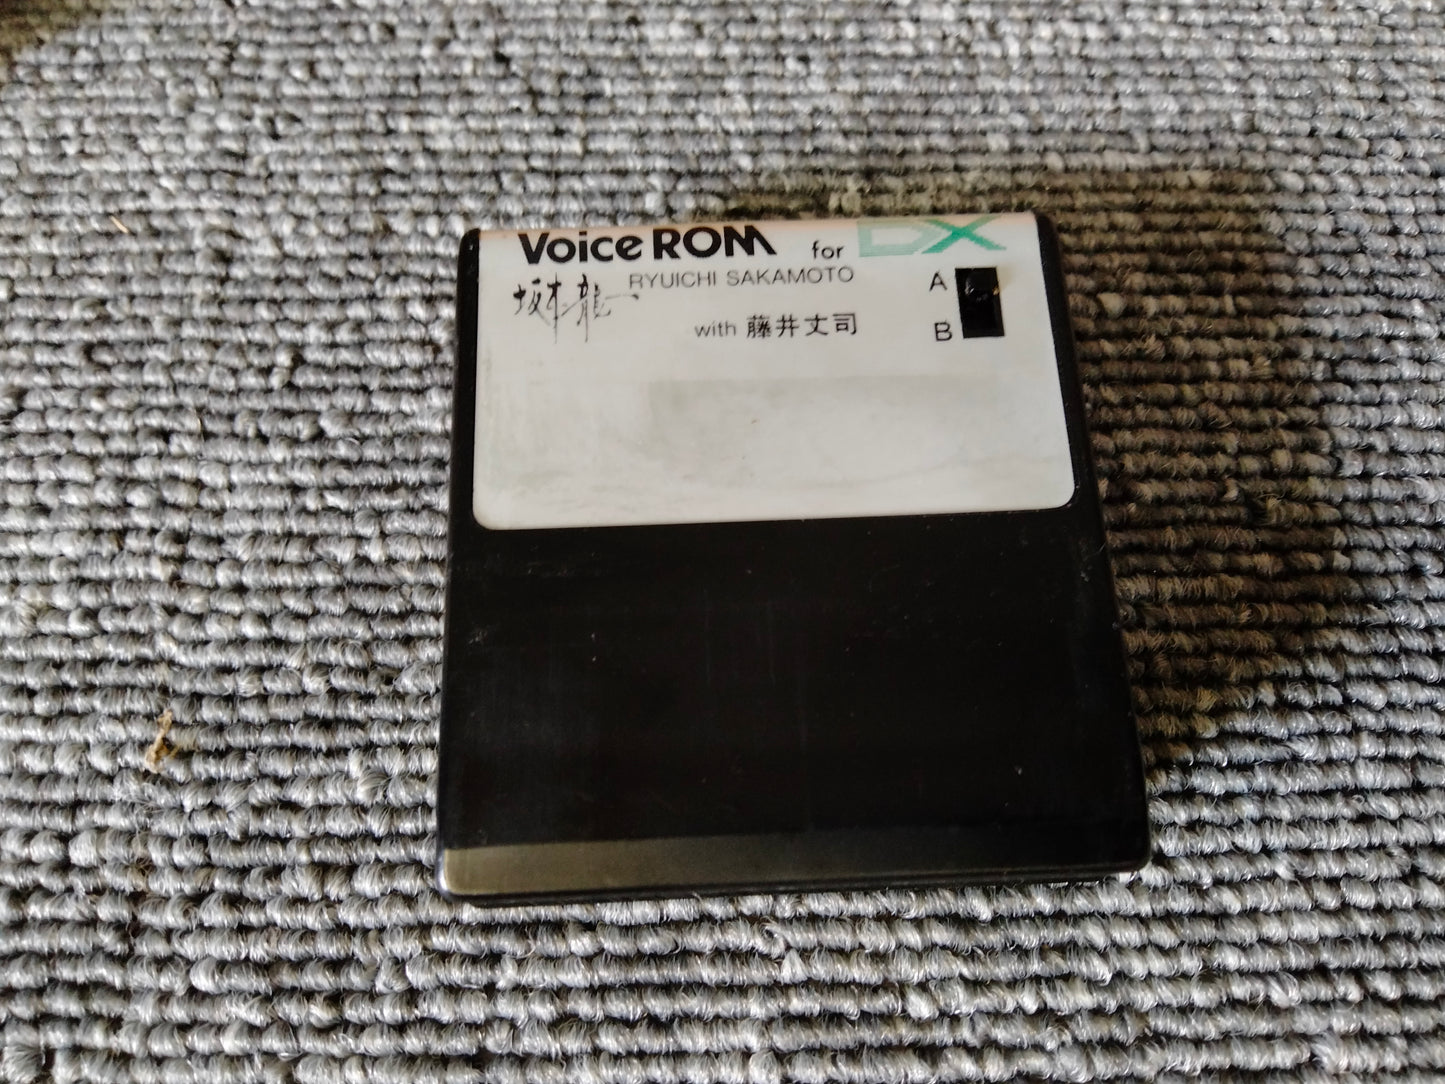 Voice ROM for DX
坂本龍一 RYUICHI SAKAMOTO
with 藤井丈司
A
B